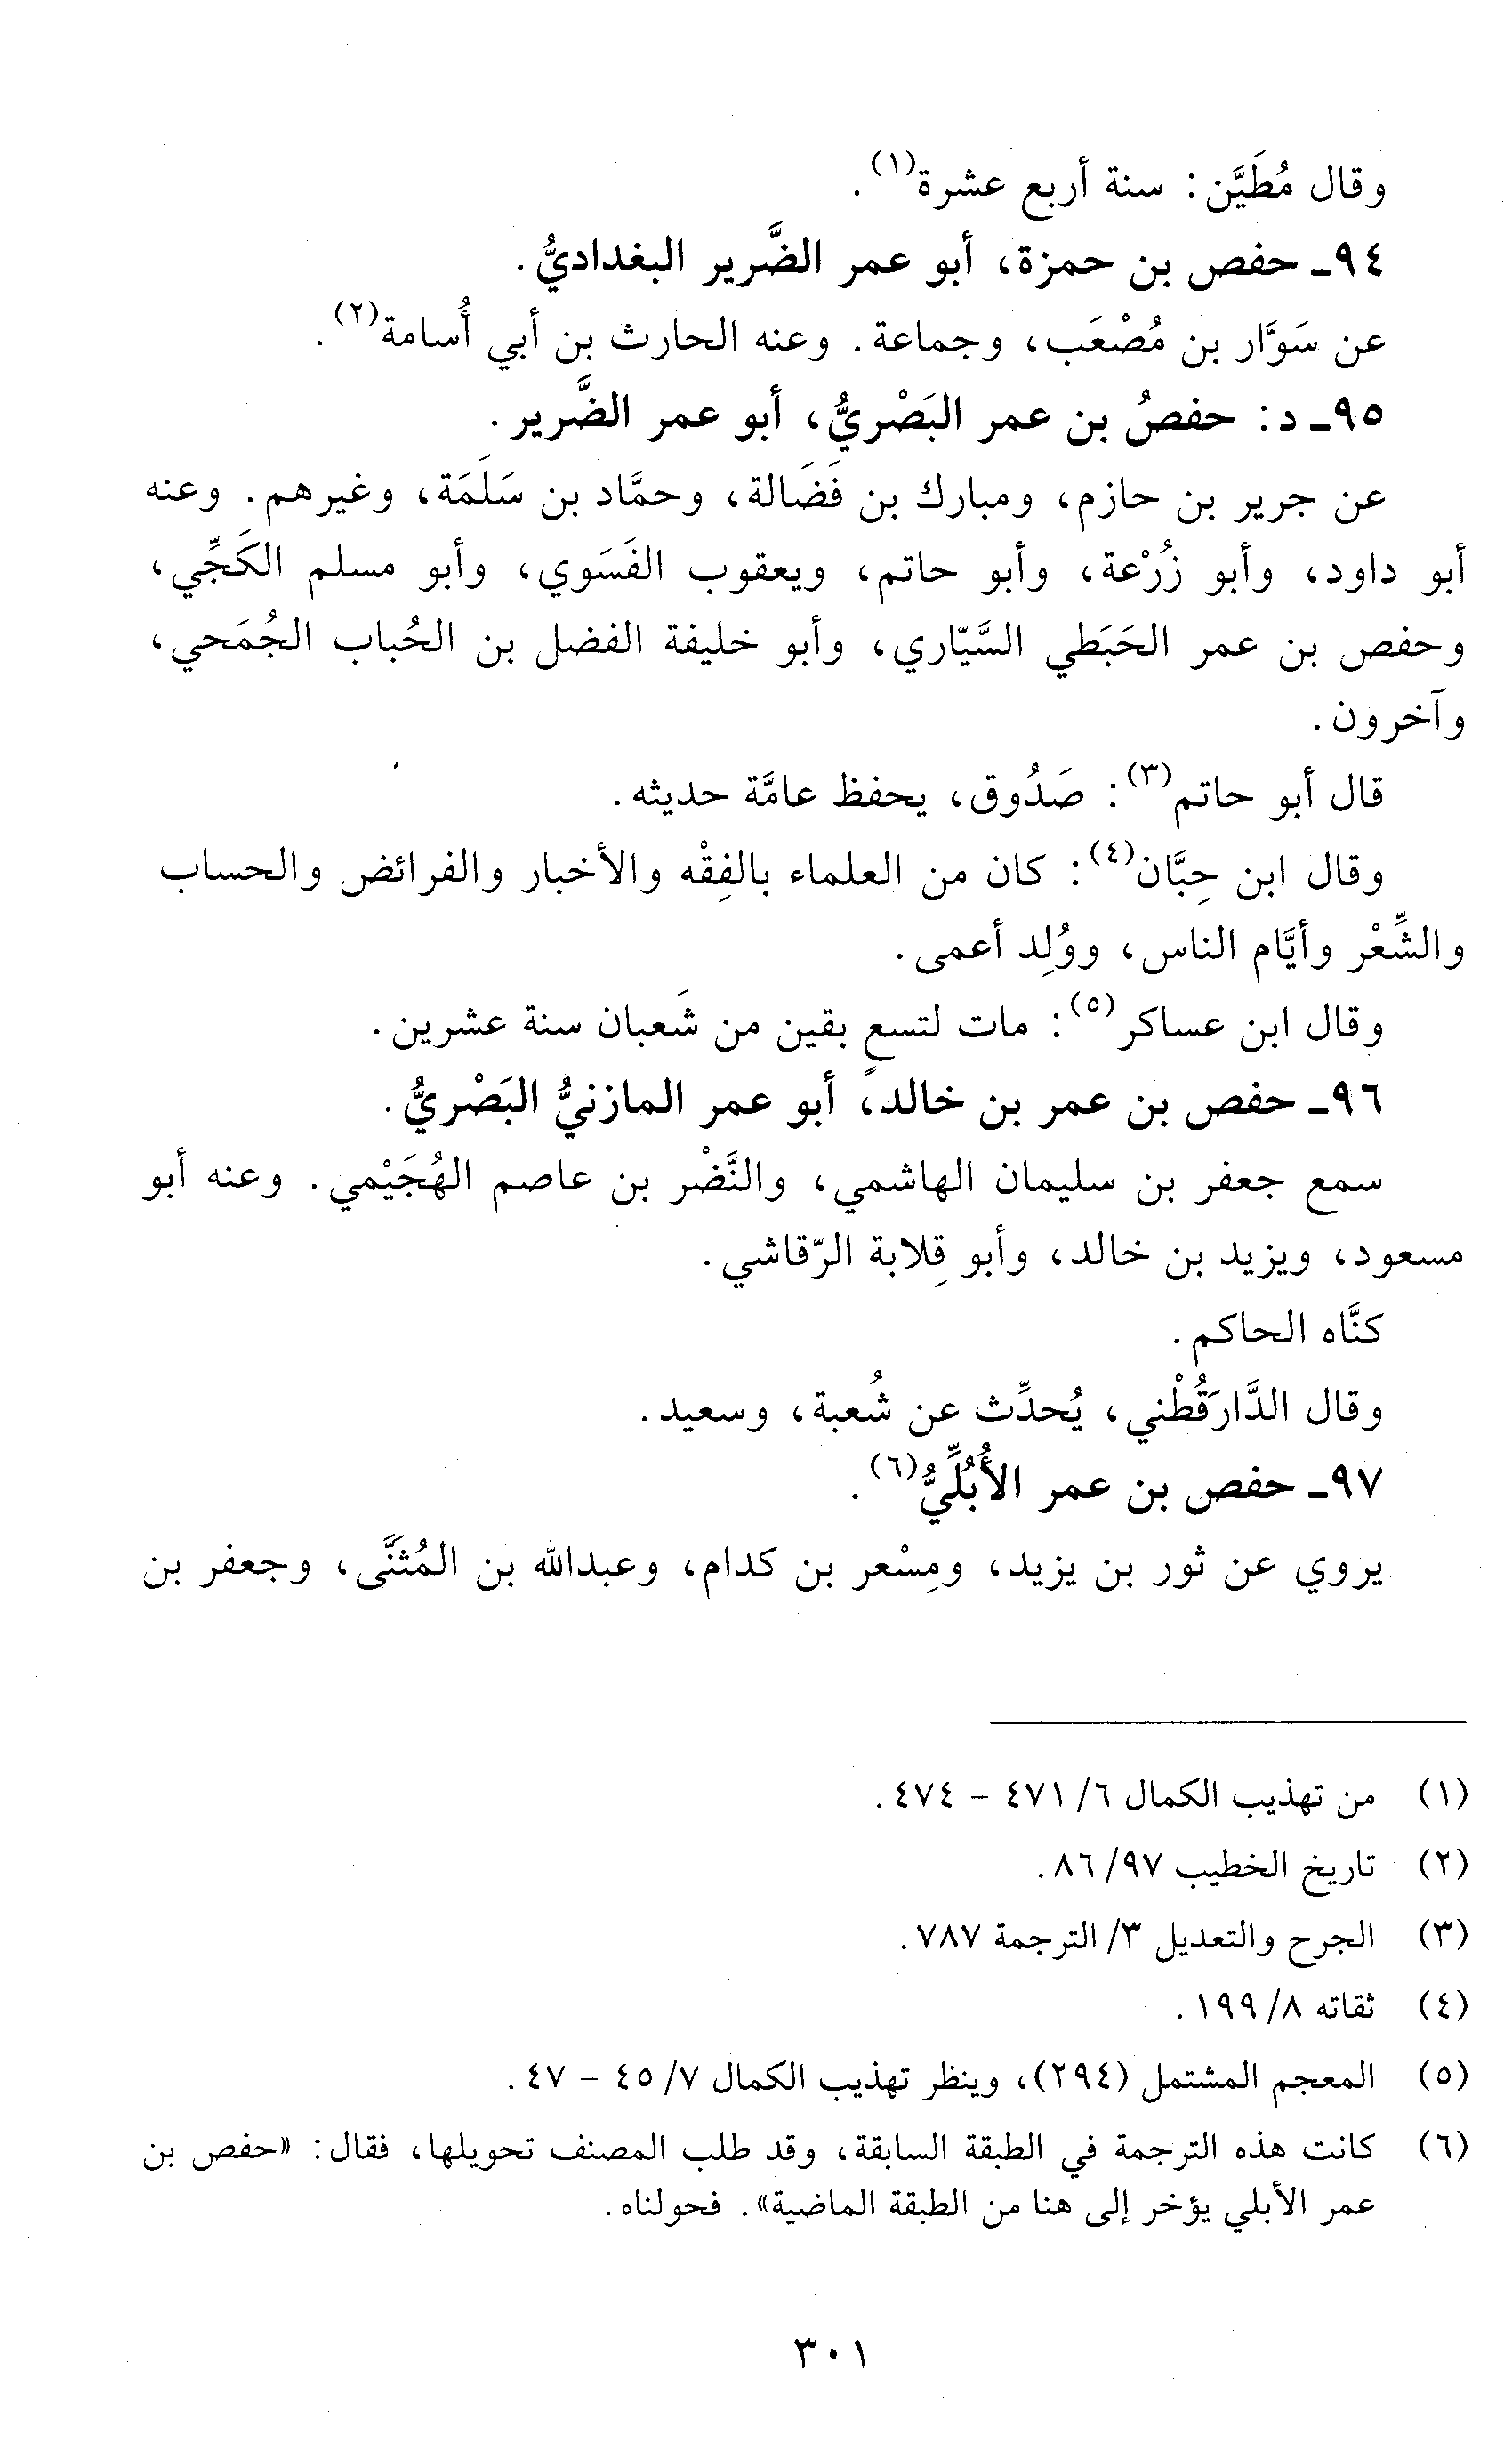 وقال مُطَيَّن: سنة أربع عشرة(١).
٩٤ـ حفص بن حمزة، أبو عمر الضَّرير البغداديُّ.
عن سَوَّار بن مُصْعَب، وجماعة. وعنه الحارث بن أبي أُسامة(٢).
٩٥ـ د: حفصُ بن عمر البَصْريُّ، أبو عمر الضَّرير.
عن جرير بن حازم، ومبارك بن فَضَالة، وحمَّاد بن سَلَمَة، وغيرهم. وعنه
أبو داود، وأبو زُرْعة، وأبو حاتم، ويعقوب الفَسَوي، وأبو مسلم الكَجِّي،
وحفص بن عمر الحَبَطي السَّيّاري، وأبو خليفة الفضل بن الحُباب الجُمَحي،
وآخرون.
قال أبو حاتم(٣): صَدُوق، يحفظ عامَّة حديثه.
وقال ابن حِبَّان(٤): كان من العلماء بالفِقْه والأخبار والفرائض والحساب
والشِّعْر وأيَّام الناس، ووُلِد أعمى.
وقال ابن عساكر(٥): مات لتسعٍ بقين من شَعبان سنة عشرين.
٩٦ـ حفص بن عمر بن خالد، أبو عمر المازنيُّ البَصْريُّ.
سمع جعفر بن سليمان الهاشمي، والنَّضْر بن عاصم الهُجَيْمي. وعنه أبو
مسعود، ويزيد بن خالد، وأبو قِلابة الرّقاشي.
كنَّاه الحاكم.
وقال الدَّارَقُطْني، يُحدِّث عن شُعبة، وسعيد.
٩٧ـ حفص بن عمر الأُبُلِّيُّ(٦).
يروي عن ثور بن يزيد، ومِسْعر بن كدام، وعبدالله بن المُثنَّى، وجعفر بن
(١) من تهذيب الكمال ٦/ ٤٧١ - ٤٧٤.
(٢) تاريخ الخطيب ٩٧/ ٨٦.
(٣) الجرح والتعديل ٣/ الترجمة ٧٨٧.
(٤) ثقاته ٨/ ١٩٩.
(٥) المعجم المشتمل (٢٩٤)، وينظر تهذيب الكمال ٧/ ٤٥ - ٤٧.
(٦) كانت هذه الترجمة في الطبقة السابقة، وقد طلب المصنف تحويلها، فقال: «حفص بن
عمر الأبلي يؤخر إلى هنا من الطبقة الماضية». فحولناه.
٣٠١